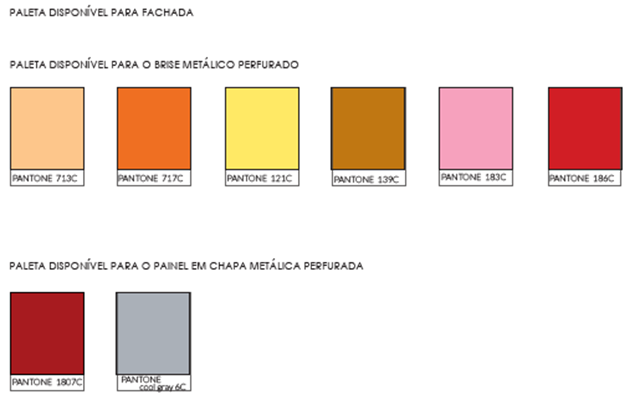 PALETA DISPONÍVEL PARA FACHADA
PALETA DISPONÍVEL PARA O BRISE METÁLICO PERFURADO
PANTONE 713C
PANTONE 717C
PANTONE 121C
PANTONE 139C
PANTONE 183C
PANTONE 186C
PALETA DISPONÍVEL PARA O PAINEL EM CHAPA METÁLICA PERFURADA
PANTONE 1807C
PANTONE
cool gray 6C